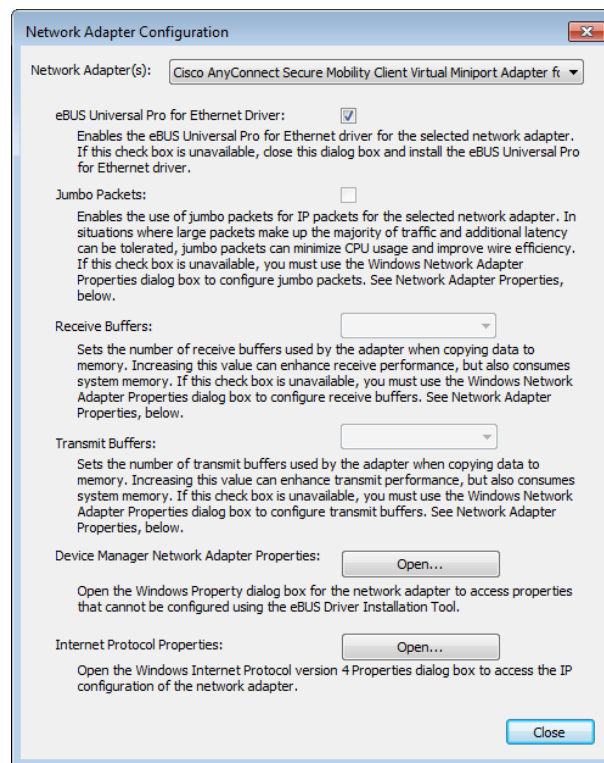 Network Adapter Configuration
Network Adapter(s): Cisco AnyConnect Secure Mobility Client Virtual Miniport Adapter fc
eBUS Universal Pro for Ethernet Driver:
Enables the eBUS Universal Pro for Ethernet driver for the selected network adapter.
If this check box is unavailable, close this dialog box and install the eBUS Universal Pro
for Ethernet driver.
Jumbo Packets:
Enables the use of jumbo packets for IP packets for the selected network adapter. In
situations where large packets make up the majority of traffic and additional latency
can be tolerated, jumbo packets can minimize CPU usage and improve wire efficiency.
If this check box is unavailable, you must use the Windows Network Adapter
Properties dialog box to configure jumbo packets. See Network Adapter Properties,
below.
Receive Buffers:
Sets the number of receive buffers used by the adapter when copying data to
memory. Increasing this value can enhance receive performance, but also consumes
system memory. If this check box is unavailable, you must use the Windows Network
Adapter Properties dialog box to configure receive buffers. See Network Adapter
Properties, below.
Transmit Buffers:
Sets the number of transmit buffers used by the adapter when copying data to
memory. Increasing this value can enhance transmit performance, but also consumes
system memory. If this check box is unavailable, you must use the Windows Network
Adapter Properties dialog box to configure transmit buffers. See Network Adapter
Properties, below.
Device Manager Network Adapter Properties: Open...
Open the Windows Property dialog box for the network adapter to access properties
that cannot be configured using the eBUS Driver Installation Tool.
Internet Protocol Properties: Open...
Open the Windows Internet Protocol version 4 Properties dialog box to access the IP
configuration of the network adapter.
Close